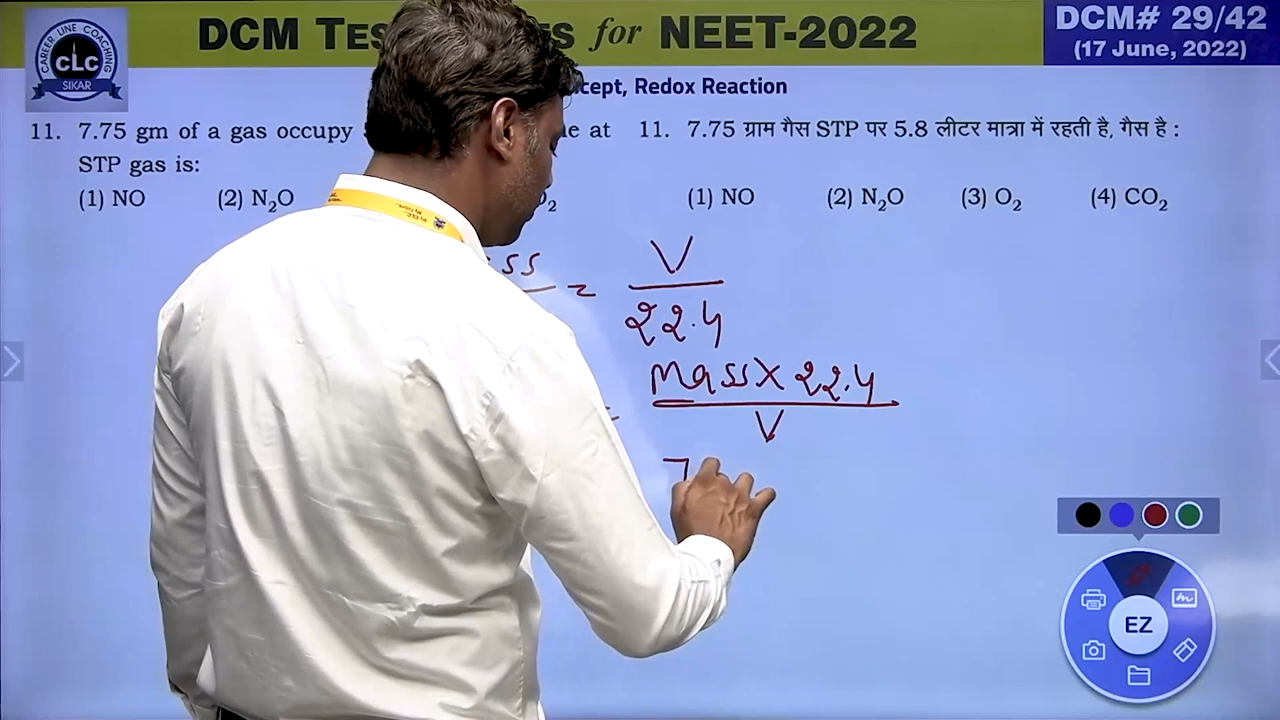 DCM Tes s for NEET-2022
DCM# 29/42
(17 June, 2022)
CAREER LINE COACHING
CLC
SIKAR
cept, Redox Reaction
11. 7.75 gm of a gas occupy e at
STP gas is:
(1) NO (2) N₂O O₂
11. 7.75 ग्राम गैस STP पर 5.8 लीटर मात्रा में रहती है, गैस है :
(1) NO (2) N₂O (3) O₂ (4) CO₂
ss = V
22.4
= Mass X 22.4
V
7
EZ